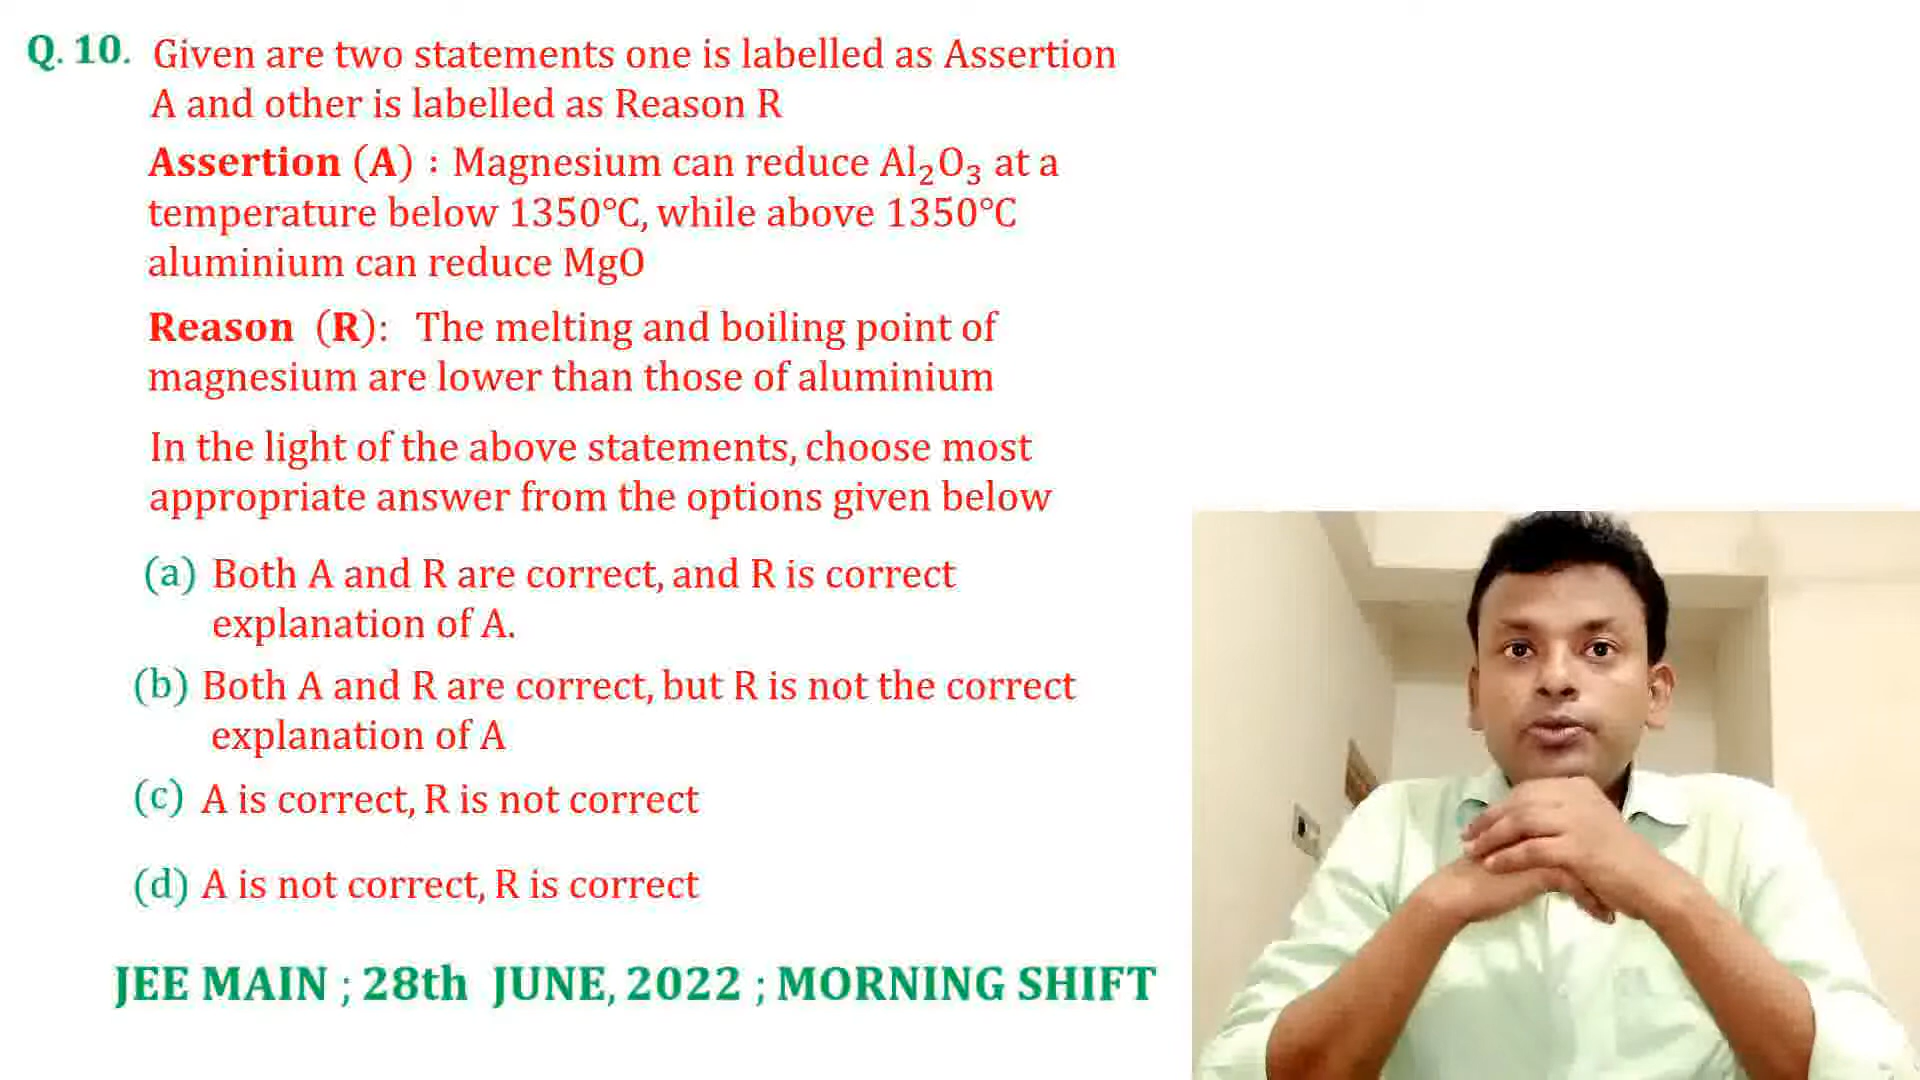 Q. 10. Given are two statements one is labelled as Assertion
A and other is labelled as Reason R
Assertion (A) : Magnesium can reduce Al₂O₃ at a
temperature below 1350°C, while above 1350°C
aluminium can reduce MgO
Reason (R): The melting and boiling point of
magnesium are lower than those of aluminium
In the light of the above statements, choose most
appropriate answer from the options given below
(a) Both A and R are correct, and R is correct
explanation of A.
(b) Both A and R are correct, but R is not the correct
explanation of A
(c) A is correct, R is not correct
(d) A is not correct, R is correct
JEE MAIN ; 28th JUNE, 2022 ; MORNING SHIFT